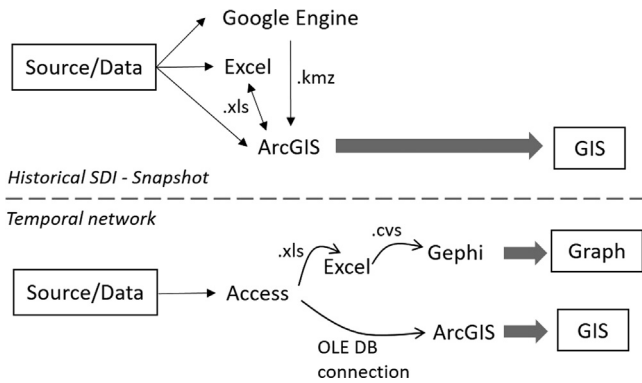 Google Engine
Source/Data
Excel
.kmz
.xls
ArcGIS
GIS
Historical SDI - Snapshot
Temporal network
.xls
.cvs
Excel
Gephi
Graph
Source/Data
Access
ArcGIS
GIS
OLE DB
connection